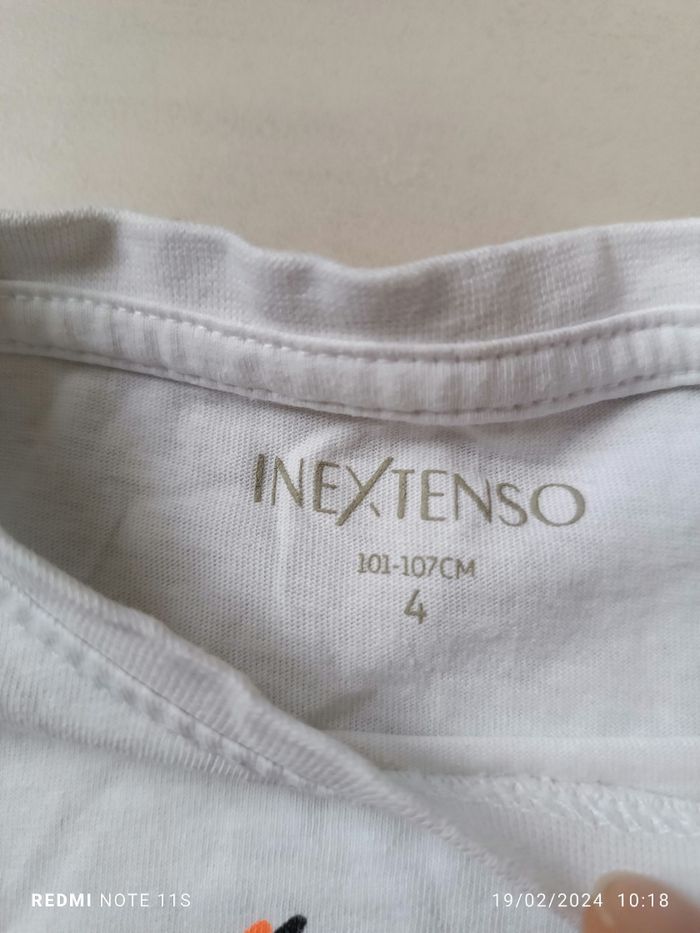 INEXTENSO
101-107CM
4
REDMI NOTE 11S
19/02/2024 10:18